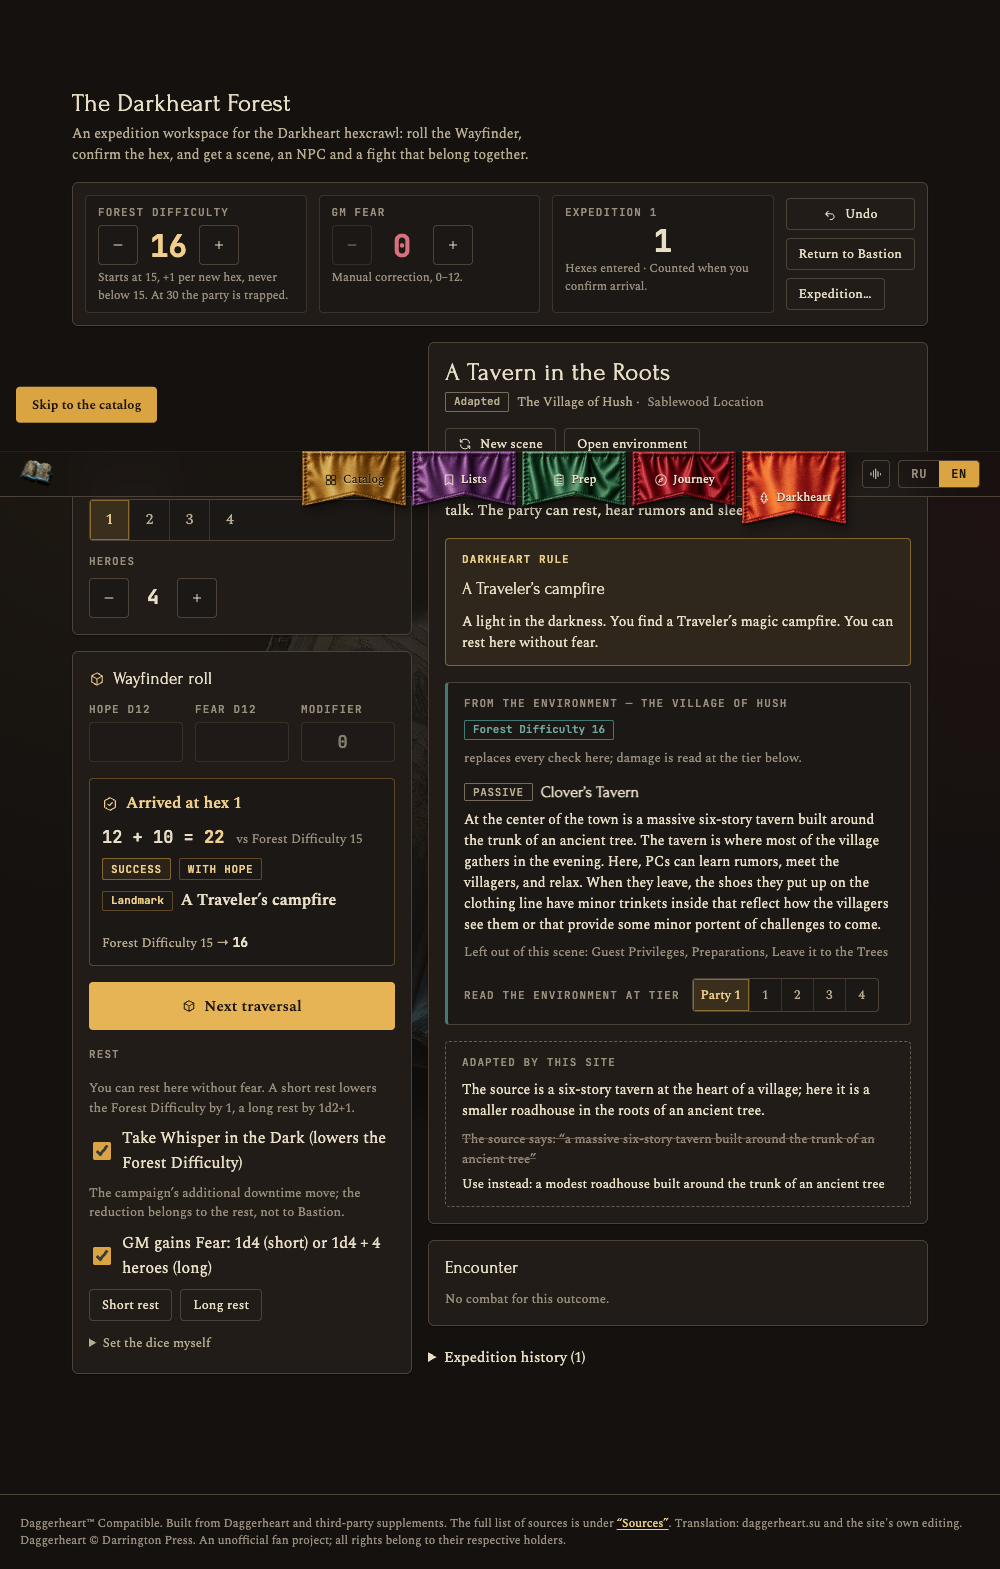 The Darkheart Forest
An expedition workspace for the Darkheart hexcrawl: roll the Wayfinder,
confirm the hex, and get a scene, an NPC and a fight that belong together.
FOREST DIFFICULTY
− 16 +
Starts at 15, +1 per new hex, never
below 15. At 30 the party is trapped.
GM FEAR
− 0 +
Manual correction, 0–12.
EXPEDITION 1
1
Hexes entered · Counted when you
confirm arrival.
Undo
Return to Bastion
Expedition…
Skip to the catalog
A Tavern in the Roots
Adapted The Village of Hush · Sablewood Location
New scene Open environment
Catalog Lists Prep Journey Darkheart
RU EN
1 2 3 4
HEROES
− 4 +
Wayfinder roll
HOPE D12 FEAR D12 MODIFIER
0
Arrived at hex 1
12 + 10 = 22 vs Forest Difficulty 15
SUCCESS WITH HOPE
Landmark A Traveler’s campfire
Forest Difficulty 15 → 16
Next traversal
REST
You can rest here without fear. A short rest lowers
the Forest Difficulty by 1, a long rest by 1d2+1.
Take Whisper in the Dark (lowers the
Forest Difficulty)
The campaign’s additional downtime move; the
reduction belongs to the rest, not to Bastion.
GM gains Fear: 1d4 (short) or 1d4 + 4
heroes (long)
Short rest Long rest
Set the dice myself
talk. The party can rest, hear rumors and slee
DARKHEART RULE
A Traveler’s campfire
A light in the darkness. You find a Traveler’s magic campfire. You can
rest here without fear.
FROM THE ENVIRONMENT — THE VILLAGE OF HUSH
Forest Difficulty 16
replaces every check here; damage is read at the tier below.
PASSIVE Clover’s Tavern
At the center of the town is a massive six-story tavern built around
the trunk of an ancient tree. The tavern is where most of the village
gathers in the evening. Here, PCs can learn rumors, meet the
villagers, and relax. When they leave, the shoes they put up on the
clothing line have minor trinkets inside that reflect how the villagers
see them or that provide some minor portent of challenges to come.
Left out of this scene: Guest Privileges, Preparations, Leave it to the Trees
READ THE ENVIRONMENT AT TIER Party 1 1 2 3 4
ADAPTED BY THIS SITE
The source is a six-story tavern at the heart of a village; here it is a
smaller roadhouse in the roots of an ancient tree.
The source says: “a massive six-story tavern built around the trunk of an
ancient tree”
Use instead: a modest roadhouse built around the trunk of an ancient tree
Encounter
No combat for this outcome.
Expedition history (1)
Daggerheart™ Compatible. Built from Daggerheart and third-party supplements. The full list of sources is under “Sources”. Translation: daggerheart.su and the site's own editing.
Daggerheart © Darrington Press. An unofficial fan project; all rights belong to their respective holders.